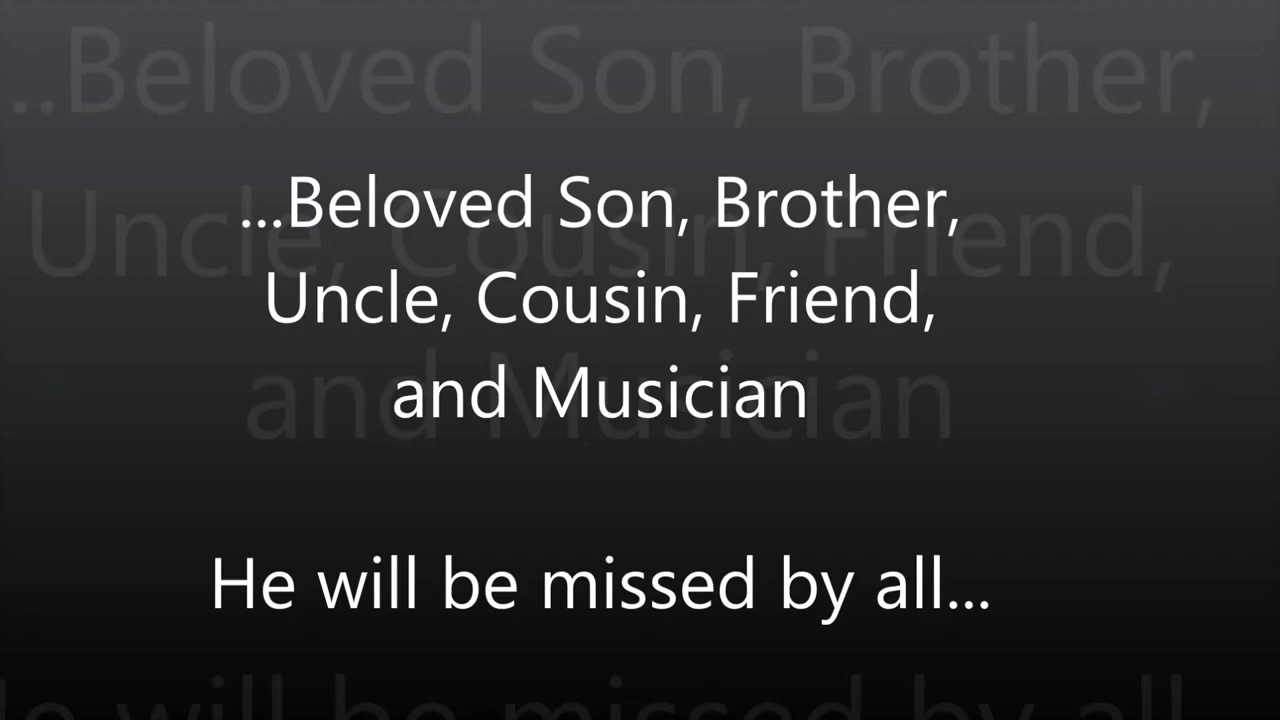 ...Beloved Son, Brother,
Uncle, Cousin, Friend,
and Musician
He will be missed by all...